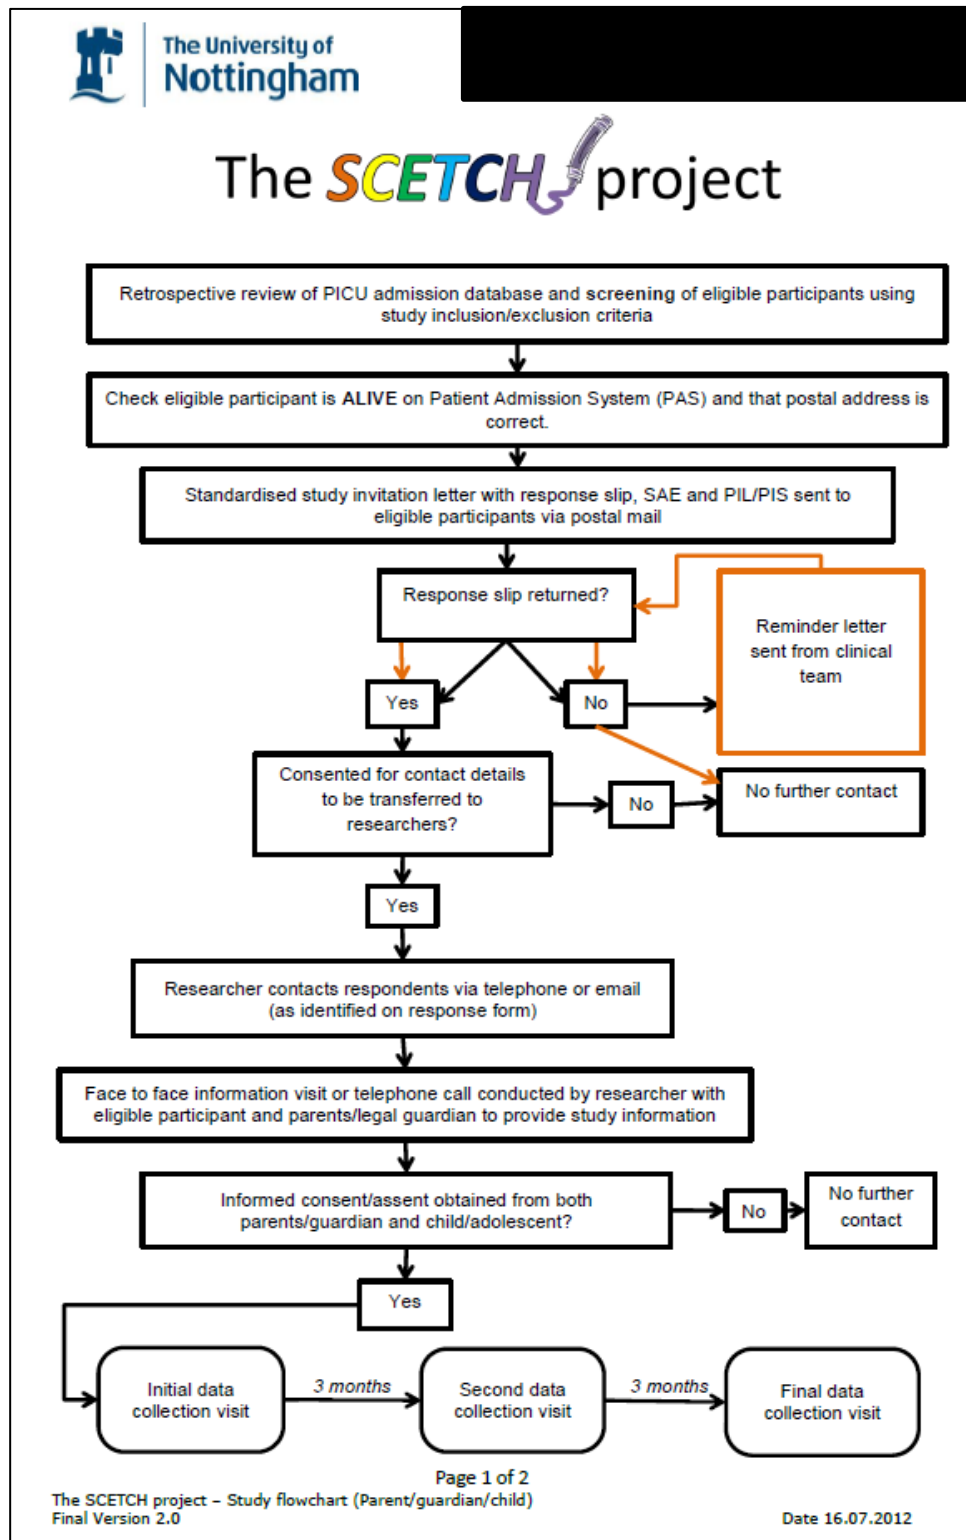 The University of
Nottingham
The SCETCH project
Retrospective review of PICU admission database and screening of eligible participants using
study inclusion/exclusion criteria
Check eligible participant is ALIVE on Patient Admission System (PAS) and that postal address is
correct.
Standardised study invitation letter with response slip, SAE and PIL/PIS sent to
eligible participants via postal mail
Response slip returned?
Reminder letter
sent from clinical
team
Yes
No
Consented for contact details
to be transferred to
researchers?
No
No further contact
Yes
Researcher contacts respondents via telephone or email
(as identified on response form)
Face to face information visit or telephone call conducted by researcher with
eligible participant and parents/legal guardian to provide study information
Informed consent/assent obtained from both
parents/guardian and child/adolescent?
No
No further
contact
Yes
Initial data
collection visit
3 months
Second data
collection visit
3 months
Final data
collection visit
Page 1 of 2
The SCETCH project – Study flowchart (Parent/guardian/child)
Final Version 2.0
Date 16.07.2012